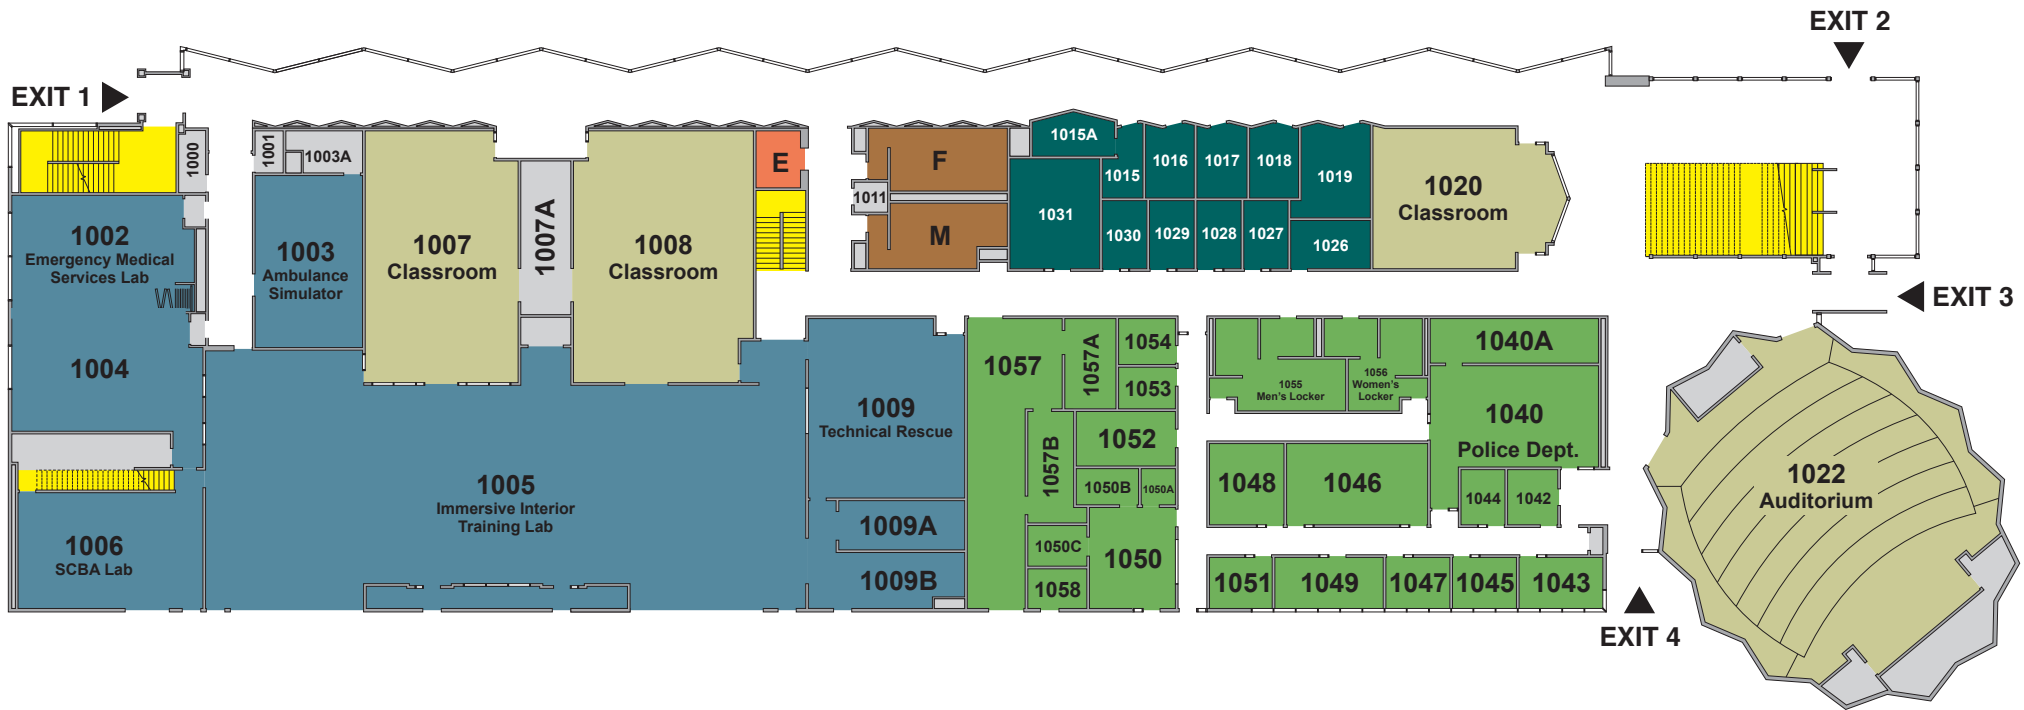 EXIT 2
EXIT 1
1000
1001
1003A
E
F
1011
M
1015A
1015
1016
1017
1018
1019
1031
1030
1029
1028
1027
1026
1020
Classroom
1002
Emergency Medical
Services Lab
1003
Ambulance
Simulator
1007
Classroom
1007A
1008
Classroom
EXIT 3
1004
1009
Technical Rescue
1057
1057A
1054
1053
1055
Men's Locker
1056
Women's
Locker
1040A
1040
Police Dept.
1052
1057B
1050B
1050A
1048
1046
1044
1042
1022
Auditorium
1005
Immersive Interior
Training Lab
1006
SCBA Lab
1009A
1009B
1050C
1050
1058
1051
1049
1047
1045
1043
EXIT 4